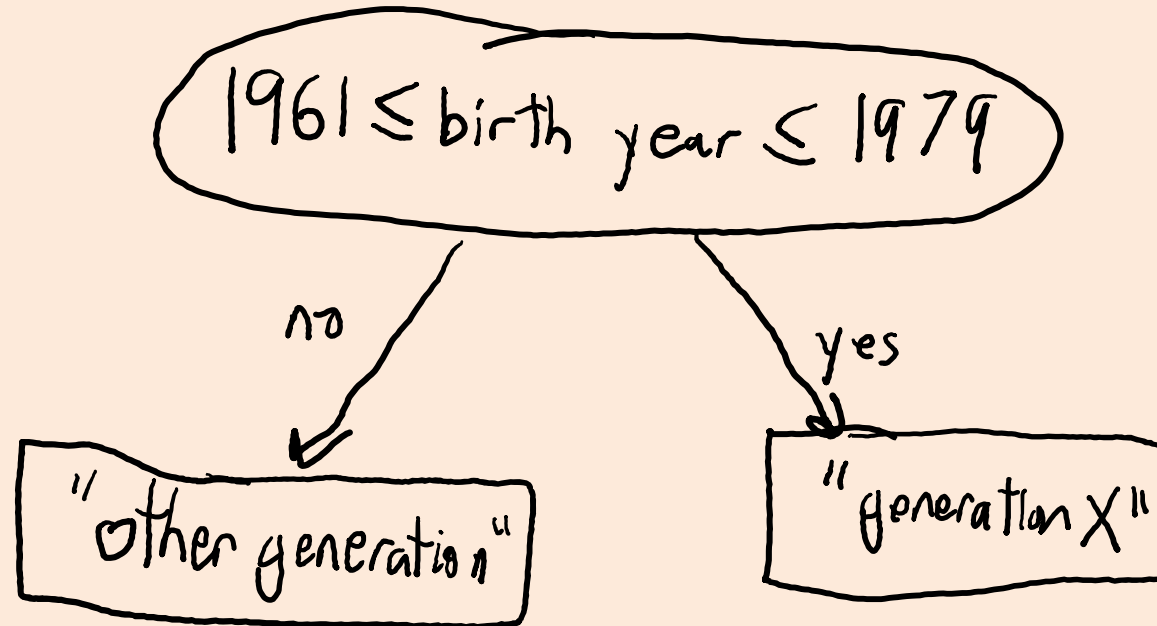 1961 ≤ birth year ≤ 1979
no
yes
"other generation"
"generation X"